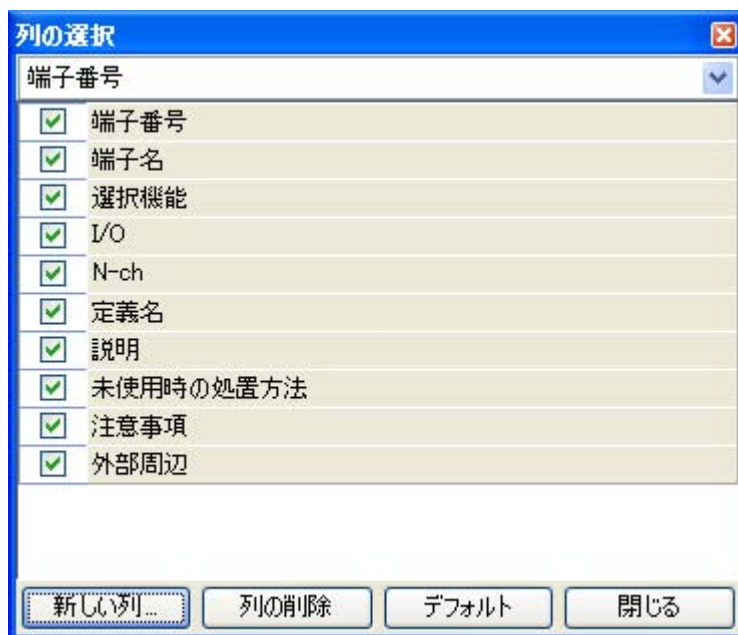 列の選択
端子番号
端子番号
端子名
選択機能
I/O
N-ch
定義名
説明
未使用時の処置方法
注意事項
外部周辺
新しい列... 列の削除 デフォルト 閉じる